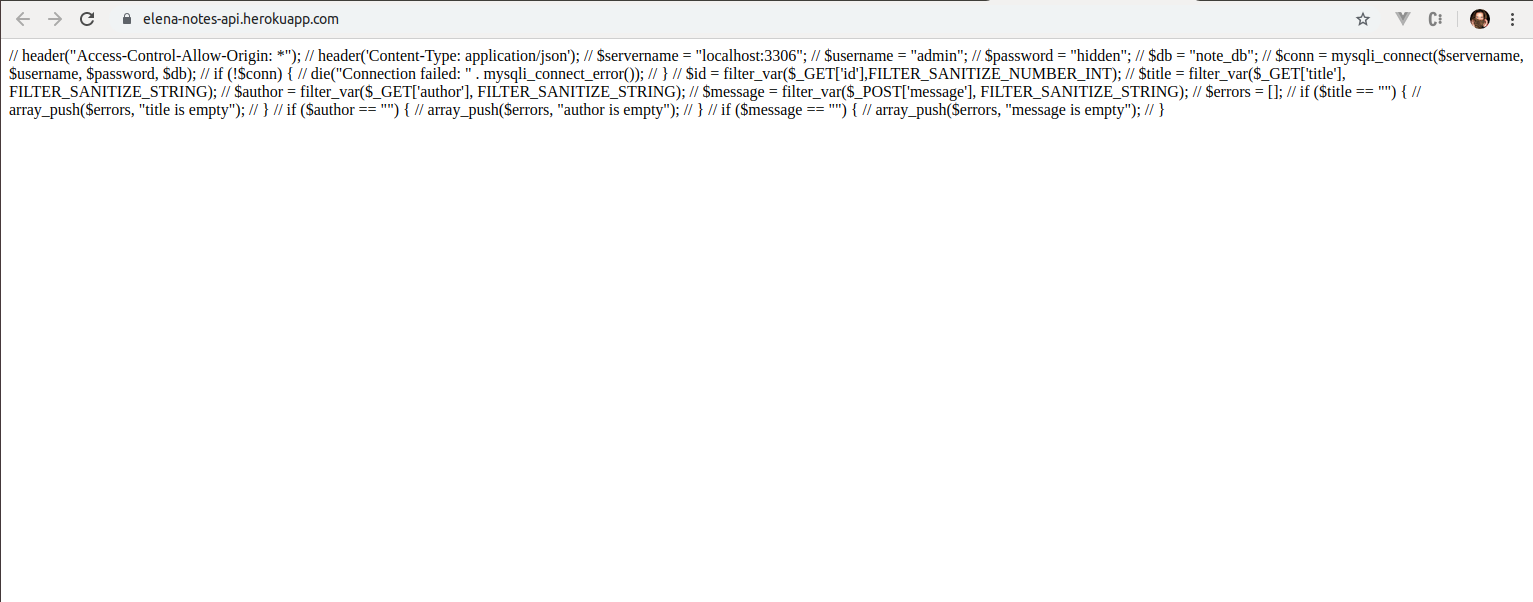 elena-notes-api.herokuapp.com
// header("Access-Control-Allow-Origin: *"); // header('Content-Type: application/json'); // $servername = "localhost:3306"; // $username = "admin"; // $password = "hidden"; // $db = "note_db"; // $conn = mysqli_connect($servername,
$username, $password, $db); // if (!$conn) { // die("Connection failed: " . mysqli_connect_error()); // } // $id = filter_var($_GET['id'],FILTER_SANITIZE_NUMBER_INT); // $title = filter_var($_GET['title'],
FILTER_SANITIZE_STRING); // $author = filter_var($_GET['author'], FILTER_SANITIZE_STRING); // $message = filter_var($_POST['message'], FILTER_SANITIZE_STRING); // $errors = []; // if ($title == "") { //
array_push($errors, "title is empty"); // } // if ($author == "") { // array_push($errors, "author is empty"); // } // if ($message == "") { // array_push($errors, "message is empty"); // }